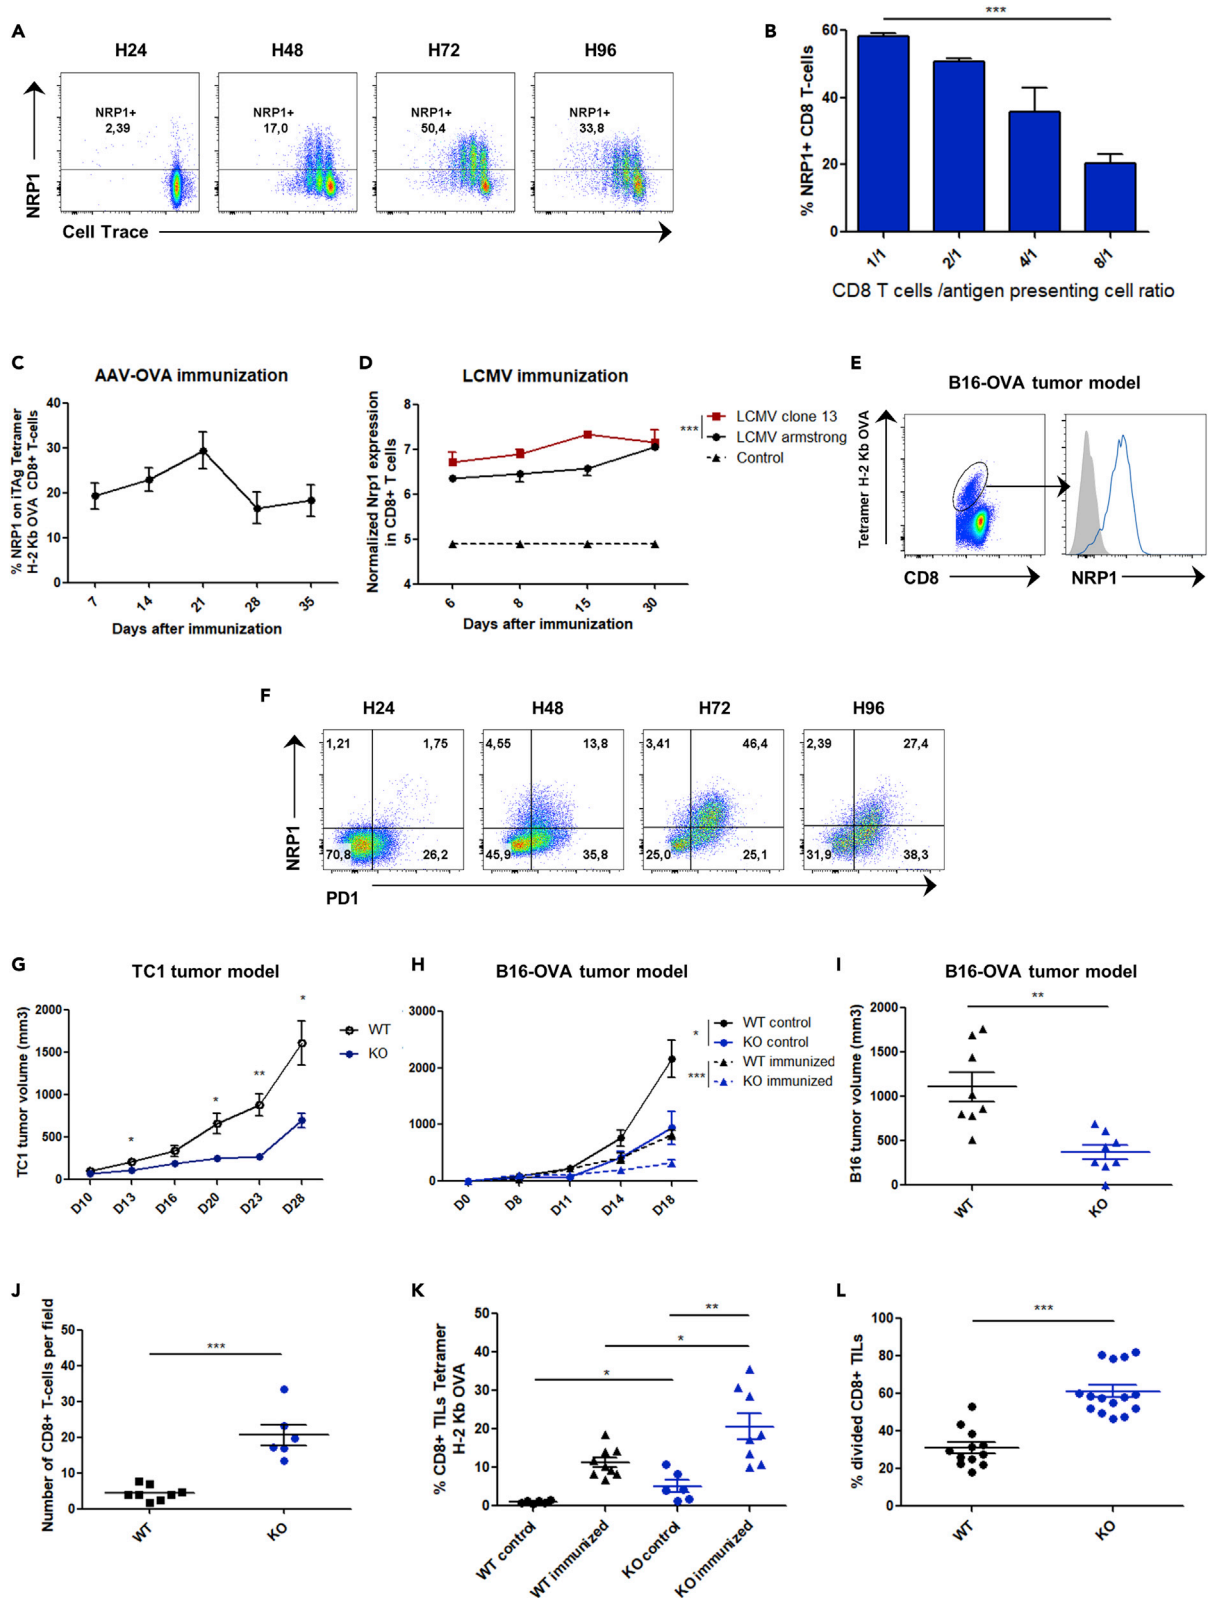 A
H24
H48
H72
H96
NRP1+
2,39
NRP1+
17,0
NRP1+
50,4
NRP1+
33,8
NRP1
Cell Trace
B
***
% NRP1+ CD8 T-cells
60
40
20
0
1/1
2/1
4/1
8/1
CD8 T cells /antigen presenting cell ratio
C
AAV-OVA immunization
% NRP1 on iTAg Tetramer
H-2 Kb OVA CD8+ T-cells
40
30
20
10
0
7
14
21
28
35
Days after immunization
D
LCMV immunization
Normalized Nrp1 expression
in CD8+ T cells
8
7
6
5
4
6
8
15
30
Days after immunization
***
LCMV clone 13
LCMV armstrong
Control
E
B16-OVA tumor model
Tetramer H-2 Kb OVA
CD8
NRP1
F
H24
H48
H72
H96
1,21
1,75
70,8
26,2
4,55
13,8
45,9
35,8
3,41
46,4
25,0
25,1
2,39
27,4
31,9
38,3
NRP1
PD1
G
TC1 tumor model
TC1 tumor volume (mm3)
2000
1500
1000
500
0
D10
D13
D16
D20
D23
D28
*
*
**
*
WT
KO
H
B16-OVA tumor model
3000
2000
1000
0
D0
D8
D11
D14
D18
*
***
WT control
KO control
WT immunized
KO immunized
I
B16-OVA tumor model
B16 tumor volume (mm3)
2000
1500
1000
500
0
**
WT
KO
J
Number of CD8+ T-cells per field
50
40
30
20
10
0
***
WT
KO
K
% CD8+ TILs Tetramer
H-2 Kb OVA
50
40
30
20
10
0
**
*
*
WT control
WT immunized
KO control
KO immunized
L
% divided CD8+ TILs
100
80
60
40
20
0
***
WT
KO